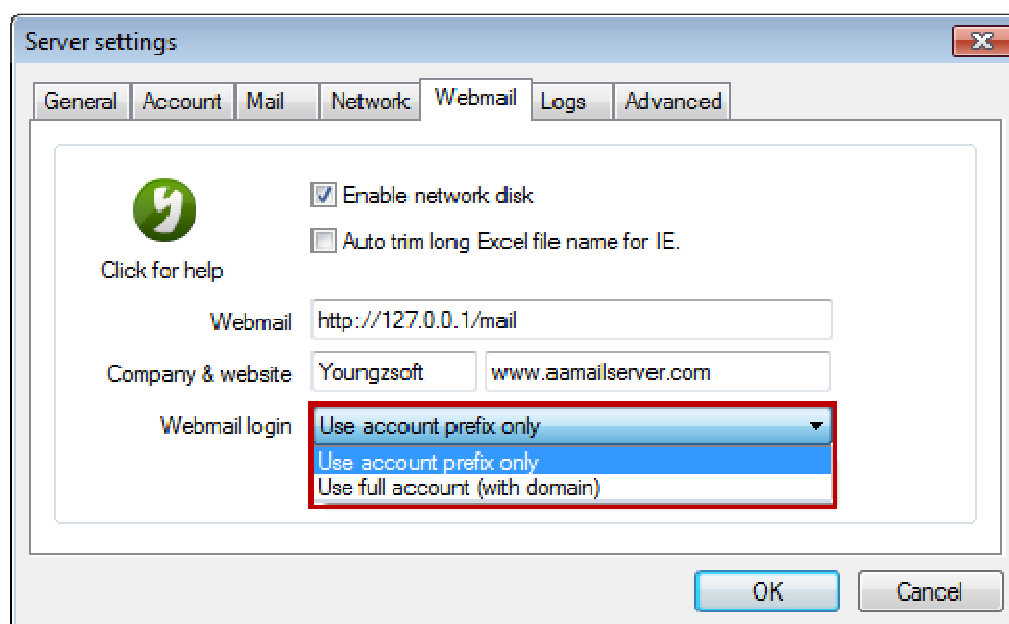 Server settings
General Account Mail Network Webmail Logs Advanced
Enable network disk
Auto trim long Excel file name for IE.
Click for help
Webmail http://127.0.0.1/mail
Company & website Youngzsoft www.aamailserver.com
Webmail login Use account prefix only
Use account prefix only
Use full account (with domain)
OK Cancel